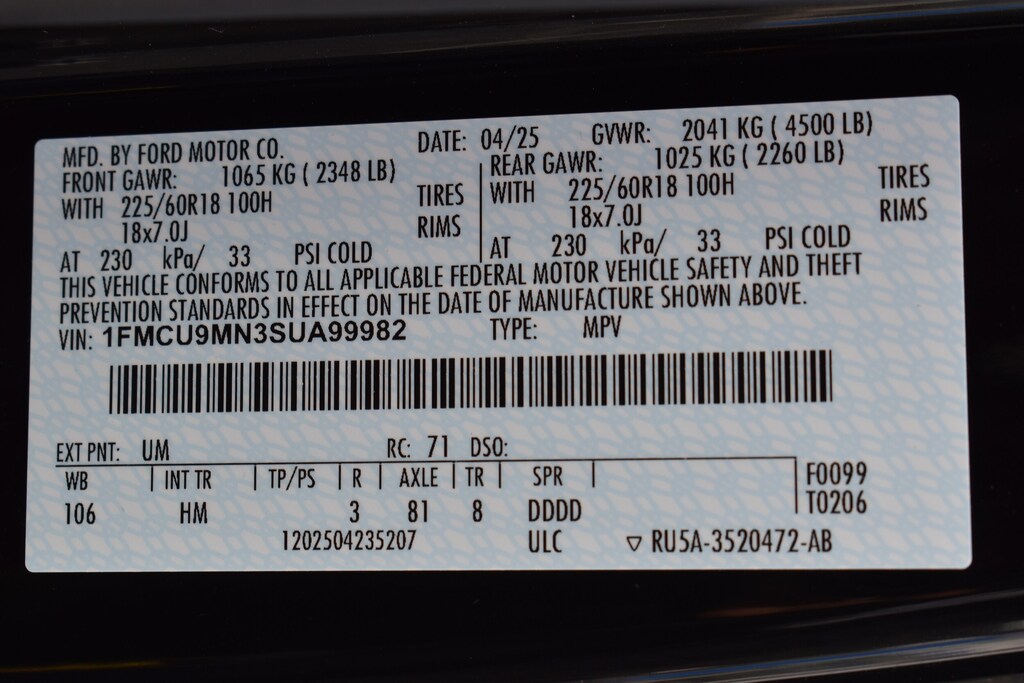 MFD. BY FORD MOTOR CO. DATE: 04/25 GVWR: 2041 KG ( 4500 LB)
FRONT GAWR: 1065 KG ( 2348 LB) REAR GAWR: 1025 KG ( 2260 LB)
WITH 225/60R18 100H TIRES WITH 225/60R18 100H TIRES
18x7.0J RIMS 18x7.0J RIMS
AT 230 kPa/ 33 PSI COLD AT 230 kPa/ 33 PSI COLD
THIS VEHICLE CONFORMS TO ALL APPLICABLE FEDERAL MOTOR VEHICLE SAFETY AND THEFT
PREVENTION STANDARDS IN EFFECT ON THE DATE OF MANUFACTURE SHOWN ABOVE.
VIN: 1FMCU9MN3SUA99982 TYPE: MPV
EXT PNT: UM RC: 71 DSO:
WB INT TR TP/PS R AXLE TR SPR F0099
106 HM 3 81 8 DDDD T0206
1202504235207 ULC ▽ RU5A-3520472-AB